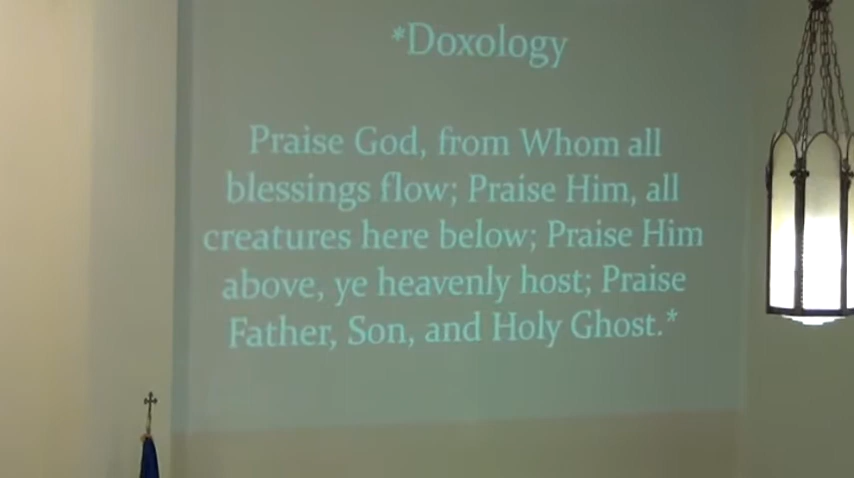 *Doxology
Praise God, from Whom all
blessings flow; Praise Him, all
creatures here below; Praise Him
above, ye heavenly host; Praise
Father, Son, and Holy Ghost.*